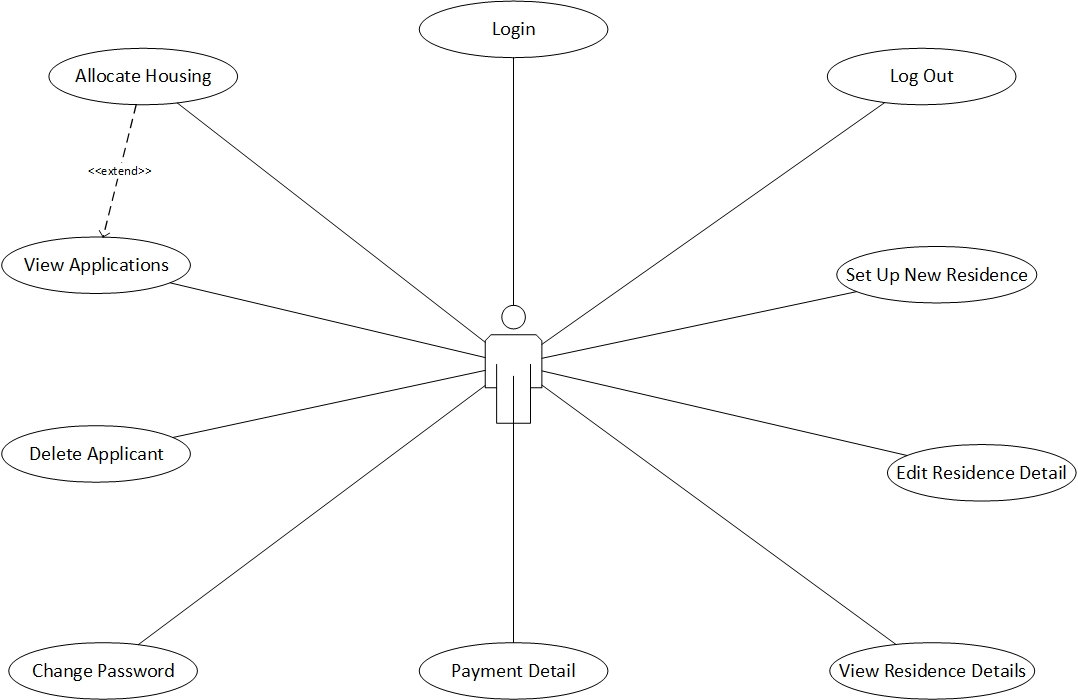 Login
Allocate Housing
Log Out
<<extend>>
View Applications
Set Up New Residence
Delete Applicant
Edit Residence Detail
Change Password
Payment Detail
View Residence Details